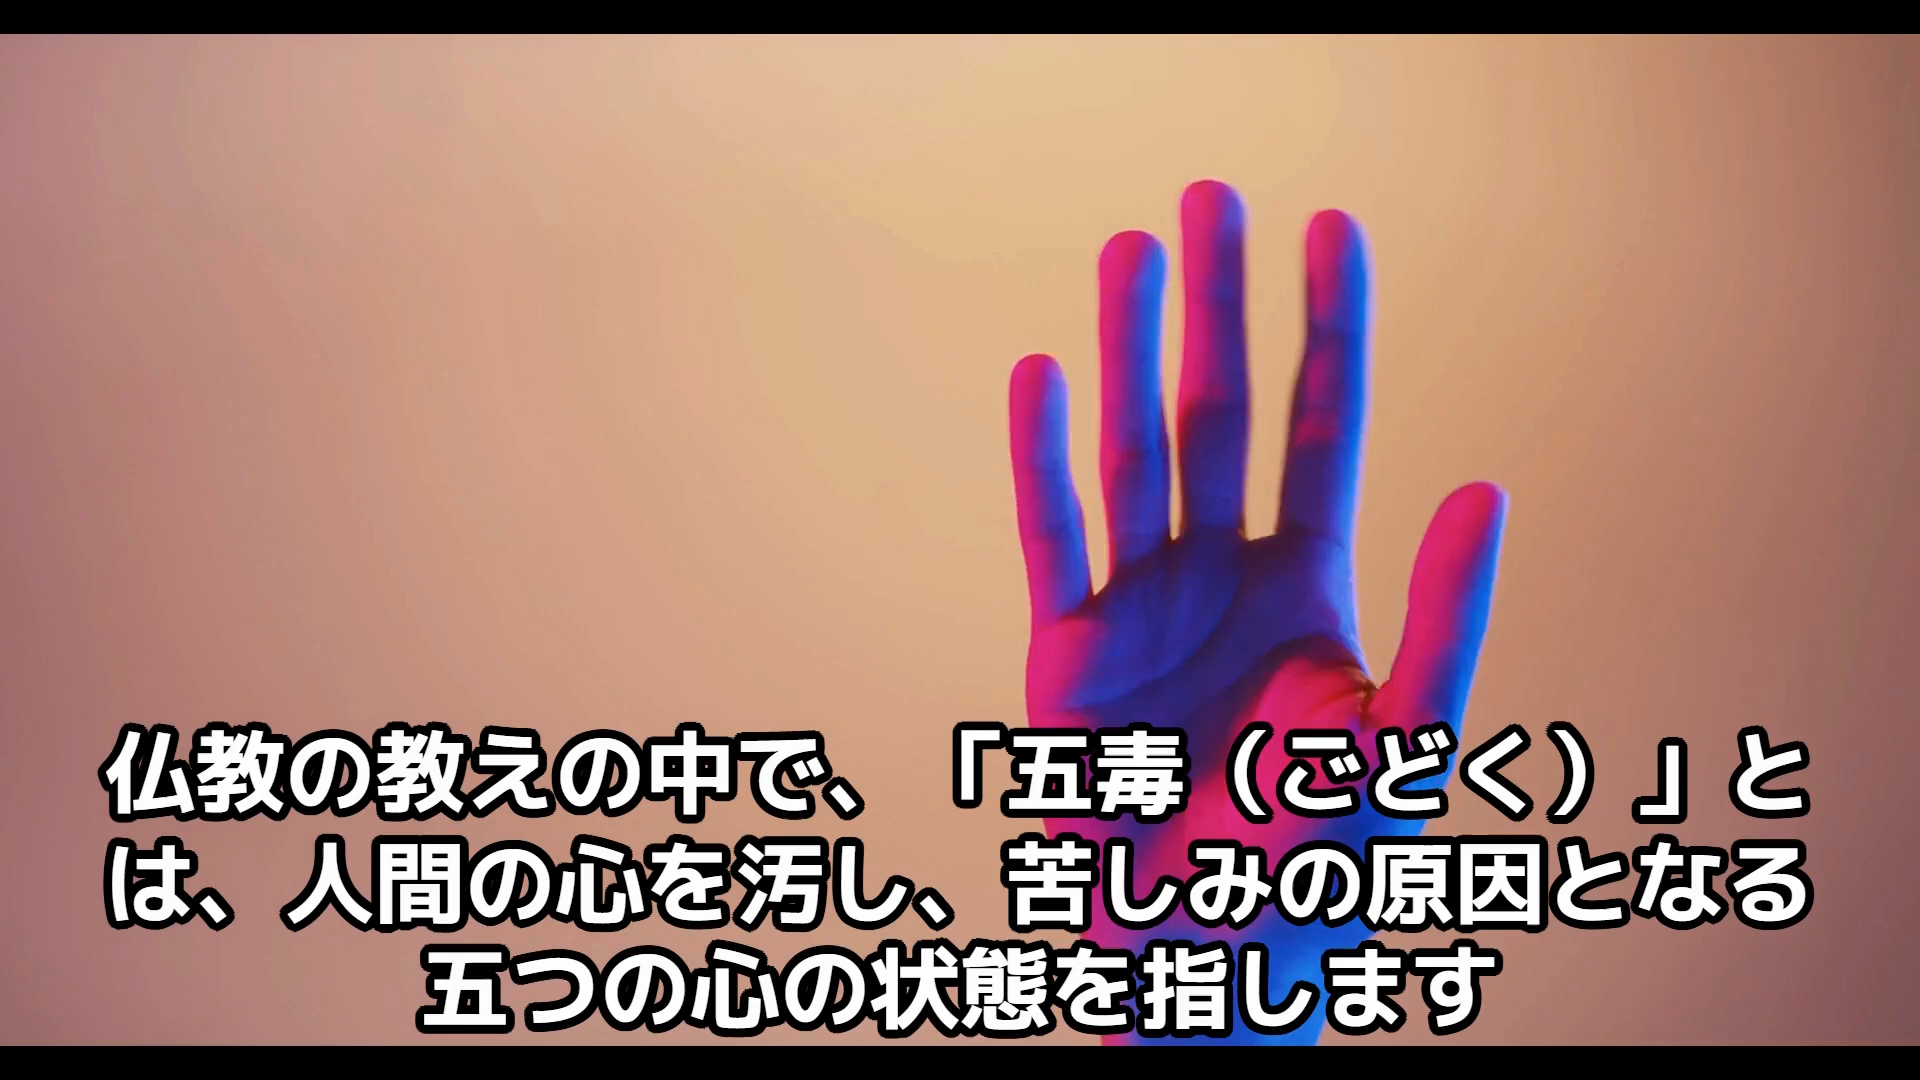 仏教の教えの中で、「五毒（ごどく）」と
は、人間の心を汚し、苦しみの原因となる
五つの心の状態を指します